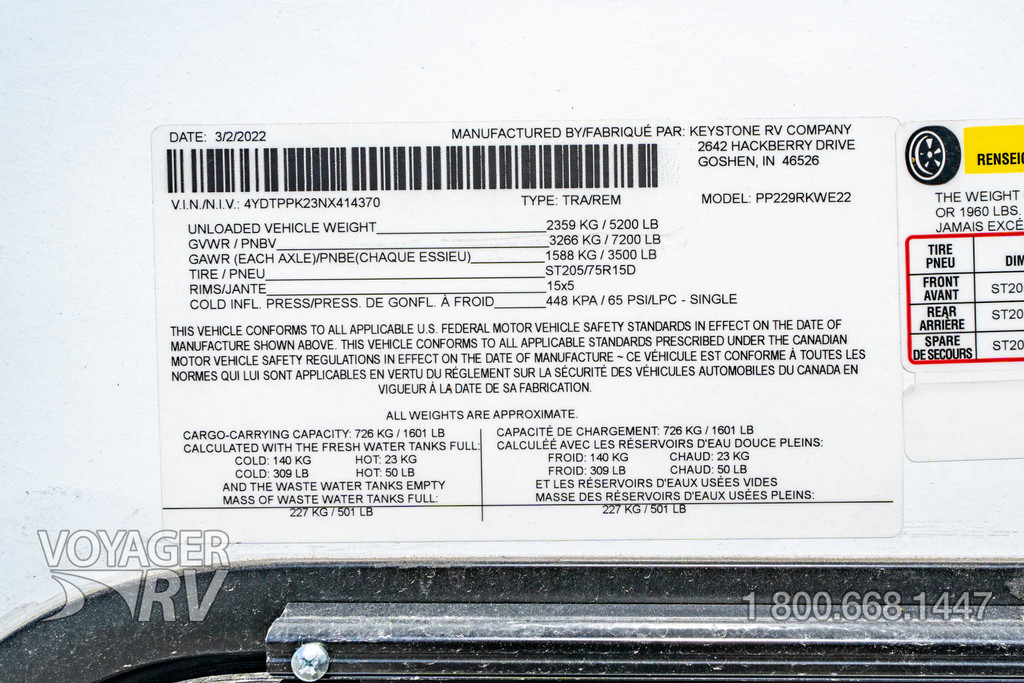 DATE: 3/2/2022
MANUFACTURED BY/FABRIQUÉ PAR: KEYSTONE RV COMPANY
2642 HACKBERRY DRIVE
GOSHEN, IN 46526
V.I.N./N.I.V.: 4YDTPPK23NX414370 TYPE: TRA/REM MODEL: PP229RKWE22
UNLOADED VEHICLE WEIGHT 2359 KG / 5200 LB
GVWR / PNBV 3266 KG / 7200 LB
GAWR (EACH AXLE)/PNBE(CHAQUE ESSIEU) 1588 KG / 3500 LB
TIRE / PNEU ST205/75R15D
RIMS/JANTE 15x5
COLD INFL. PRESS/PRESS. DE GONFL. À FROID 448 KPA / 65 PSI/LPC - SINGLE
THIS VEHICLE CONFORMS TO ALL APPLICABLE U.S. FEDERAL MOTOR VEHICLE SAFETY STANDARDS IN EFFECT ON THE DATE OF
MANUFACTURE SHOWN ABOVE. THIS VEHICLE CONFORMS TO ALL APPLICABLE STANDARDS PRESCRIBED UNDER THE CANADIAN
MOTOR VEHICLE SAFETY REGULATIONS IN EFFECT ON THE DATE OF MANUFACTURE ~ CE VÉHICULE EST CONFORME À TOUTES LES
NORMES QUI LUI SONT APPLICABLES EN VERTU DU RÉGLEMENT SUR LA SÉCURITÉ DES VÉHICULES AUTOMOBILES DU CANADA EN
VIGUEUR À LA DATE DE SA FABRICATION.
ALL WEIGHTS ARE APPROXIMATE.
CARGO-CARRYING CAPACITY: 726 KG / 1601 LB
CALCULATED WITH THE FRESH WATER TANKS FULL:
COLD: 140 KG HOT: 23 KG
COLD: 309 LB HOT: 50 LB
AND THE WASTE WATER TANKS EMPTY
MASS OF WASTE WATER TANKS FULL:
227 KG / 501 LB
CAPACITÉ DE CHARGEMENT: 726 KG / 1601 LB
CALCULÉE AVEC LES RÉSERVOIRS D'EAU DOUCE PLEINS:
FROID: 140 KG CHAUD: 23 KG
FROID: 309 LB CHAUD: 50 LB
ET LES RÉSERVOIRS D'EAUX USÉES VIDES
MASSE DES RÉSERVOIRS D'EAUX USÉES PLEINS:
227 KG / 501 LB
RENSEI
THE WEIGHT
OR 1960 LBS.
JAMAIS EXCÉ
TIRE
PNEU DIM
FRONT
AVANT ST20
REAR
ARRIÈRE ST20
SPARE
DE SECOURS ST20
VOYAGER
RV
1 800.668.1447